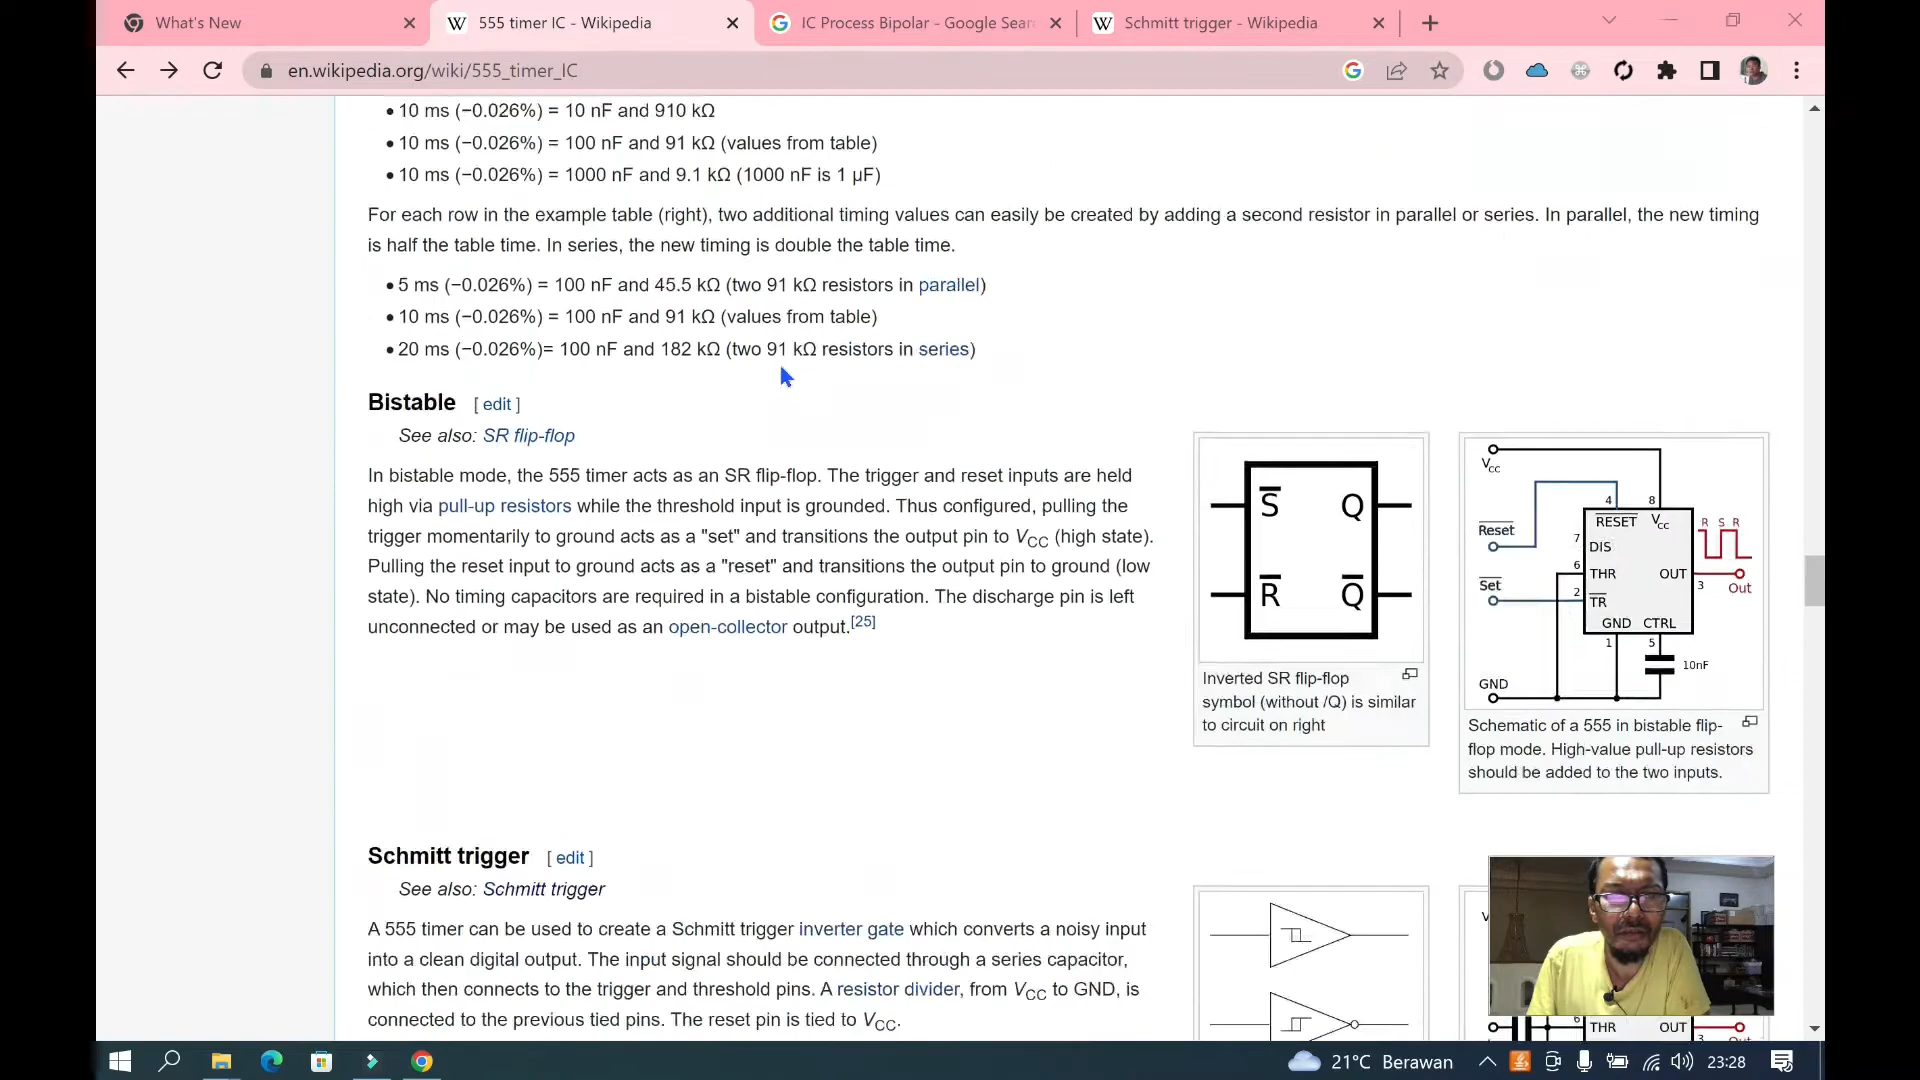 What's New
555 timer IC - Wikipedia
IC Process Bipolar - Google Sear
Schmitt trigger - Wikipedia
en.wikipedia.org/wiki/555_timer_IC
• 10 ms (−0.026%) = 10 nF and 910 kΩ
• 10 ms (−0.026%) = 100 nF and 91 kΩ (values from table)
• 10 ms (−0.026%) = 1000 nF and 9.1 kΩ (1000 nF is 1 μF)
For each row in the example table (right), two additional timing values can easily be created by adding a second resistor in parallel or series. In parallel, the new timing
is half the table time. In series, the new timing is double the table time.
• 5 ms (−0.026%) = 100 nF and 45.5 kΩ (two 91 kΩ resistors in parallel)
• 10 ms (−0.026%) = 100 nF and 91 kΩ (values from table)
• 20 ms (−0.026%)= 100 nF and 182 kΩ (two 91 kΩ resistors in series)
Bistable [ edit ]
See also: SR flip-flop
In bistable mode, the 555 timer acts as an SR flip-flop. The trigger and reset inputs are held
high via pull-up resistors while the threshold input is grounded. Thus configured, pulling the
trigger momentarily to ground acts as a "set" and transitions the output pin to VCC (high state).
Pulling the reset input to ground acts as a "reset" and transitions the output pin to ground (low
state). No timing capacitors are required in a bistable configuration. The discharge pin is left
unconnected or may be used as an open-collector output.[25]
S̅ Q
R̅ Q̅
Inverted SR flip-flop
symbol (without /Q) is similar
to circuit on right
Vcc
4 8
RESET Vcc
R S R
Reset
7 DIS
6 THR OUT
3 Out
Set
2 TR
GND CTRL
1 5
10nF
GND
Schematic of a 555 in bistable flip-
flop mode. High-value pull-up resistors
should be added to the two inputs.
Schmitt trigger [ edit ]
See also: Schmitt trigger
A 555 timer can be used to create a Schmitt trigger inverter gate which converts a noisy input
into a clean digital output. The input signal should be connected through a series capacitor,
which then connects to the trigger and threshold pins. A resistor divider, from VCC to GND, is
connected to the previous tied pins. The reset pin is tied to VCC.
6 THR OUT
21°C Berawan
23:28